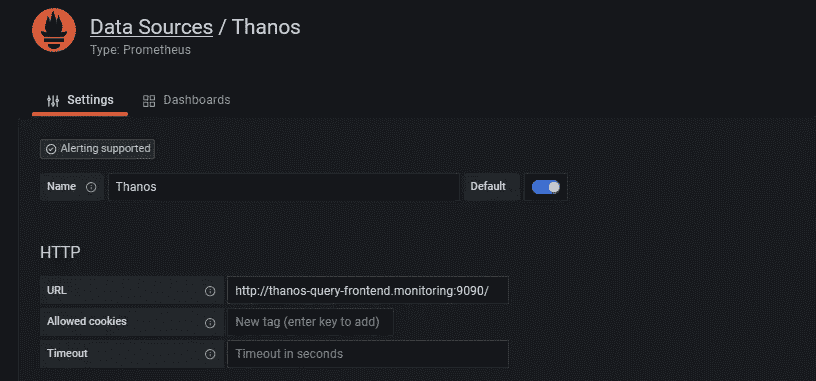 Data Sources / Thanos
Type: Prometheus
Settings
Dashboards
Alerting supported
Name
Thanos
Default
HTTP
URL
http://thanos-query-frontend.monitoring:9090/
Allowed cookies
New tag (enter key to add)
Timeout
Timeout in seconds